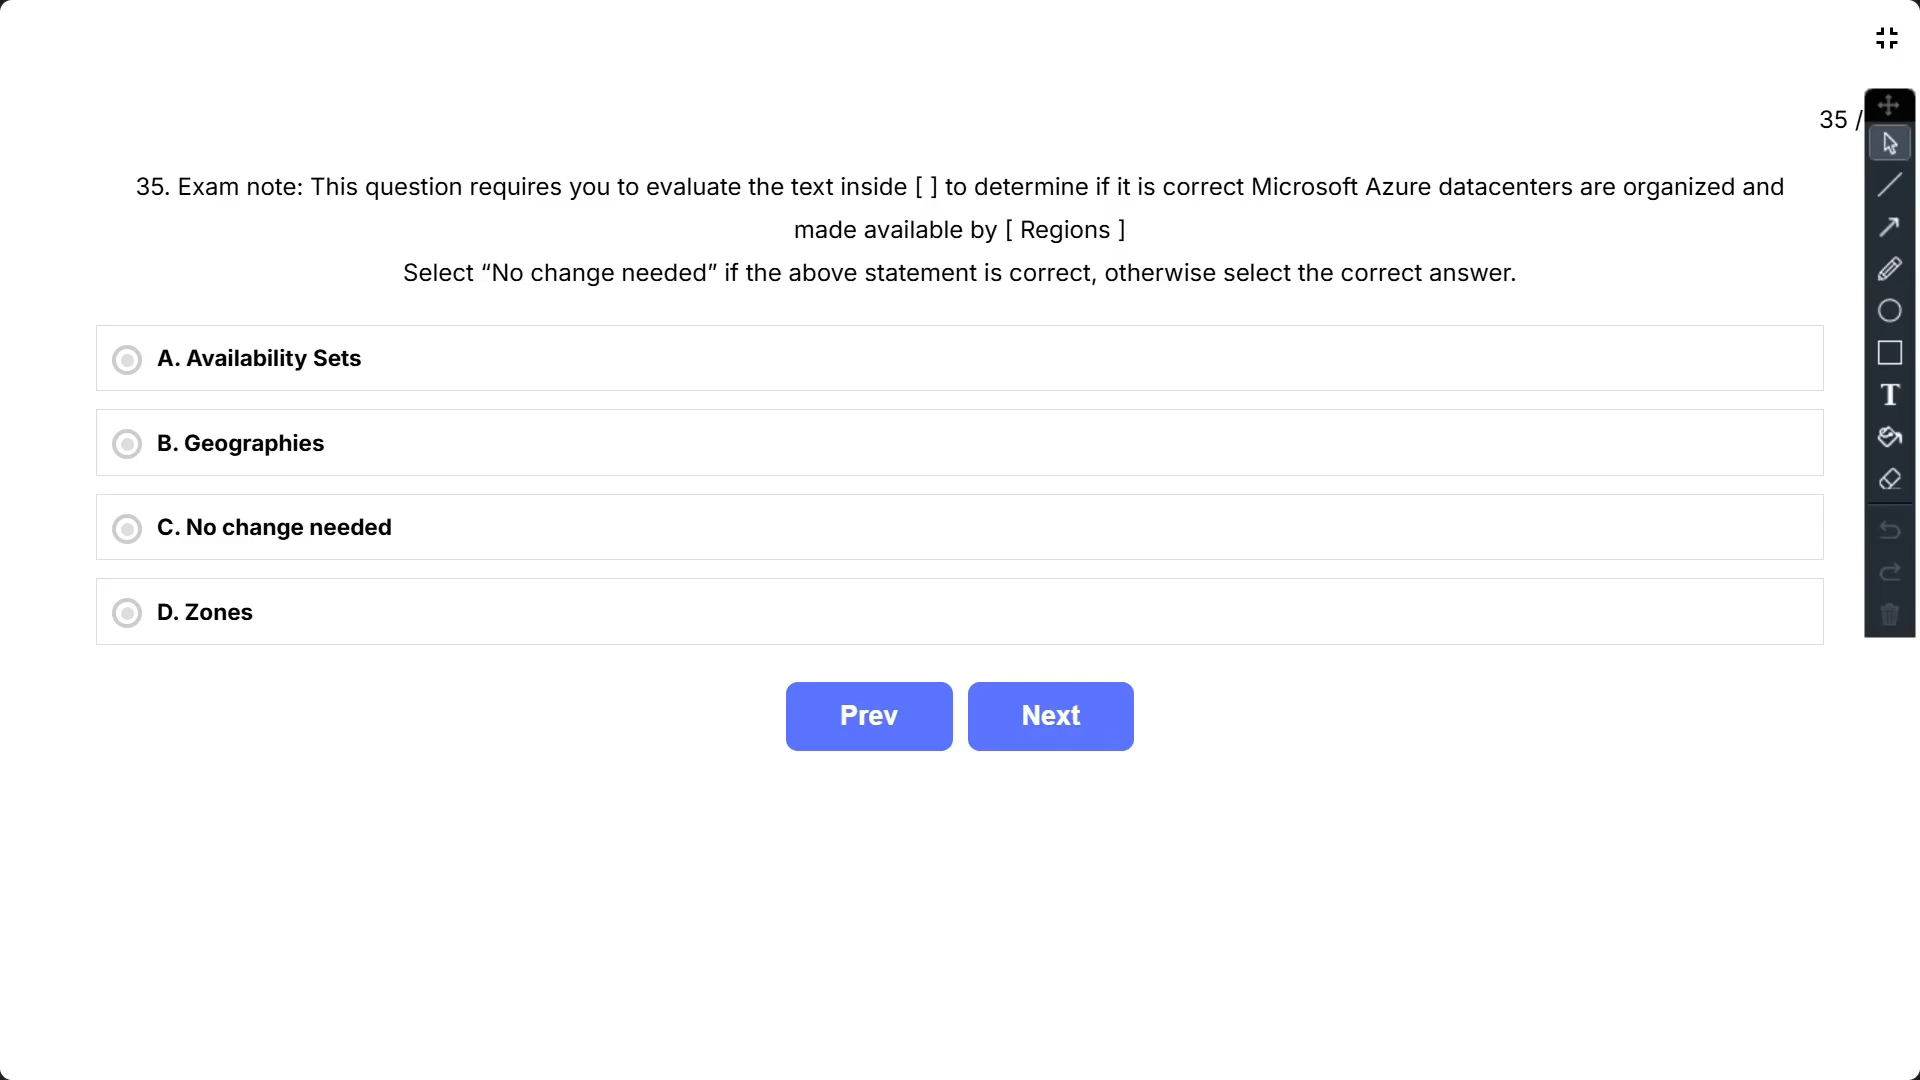 35 /
35. Exam note: This question requires you to evaluate the text inside [ ] to determine if it is correct Microsoft Azure datacenters are organized and
made available by [ Regions ]
Select “No change needed” if the above statement is correct, otherwise select the correct answer.
A. Availability Sets
B. Geographies
C. No change needed
D. Zones
Prev Next
T